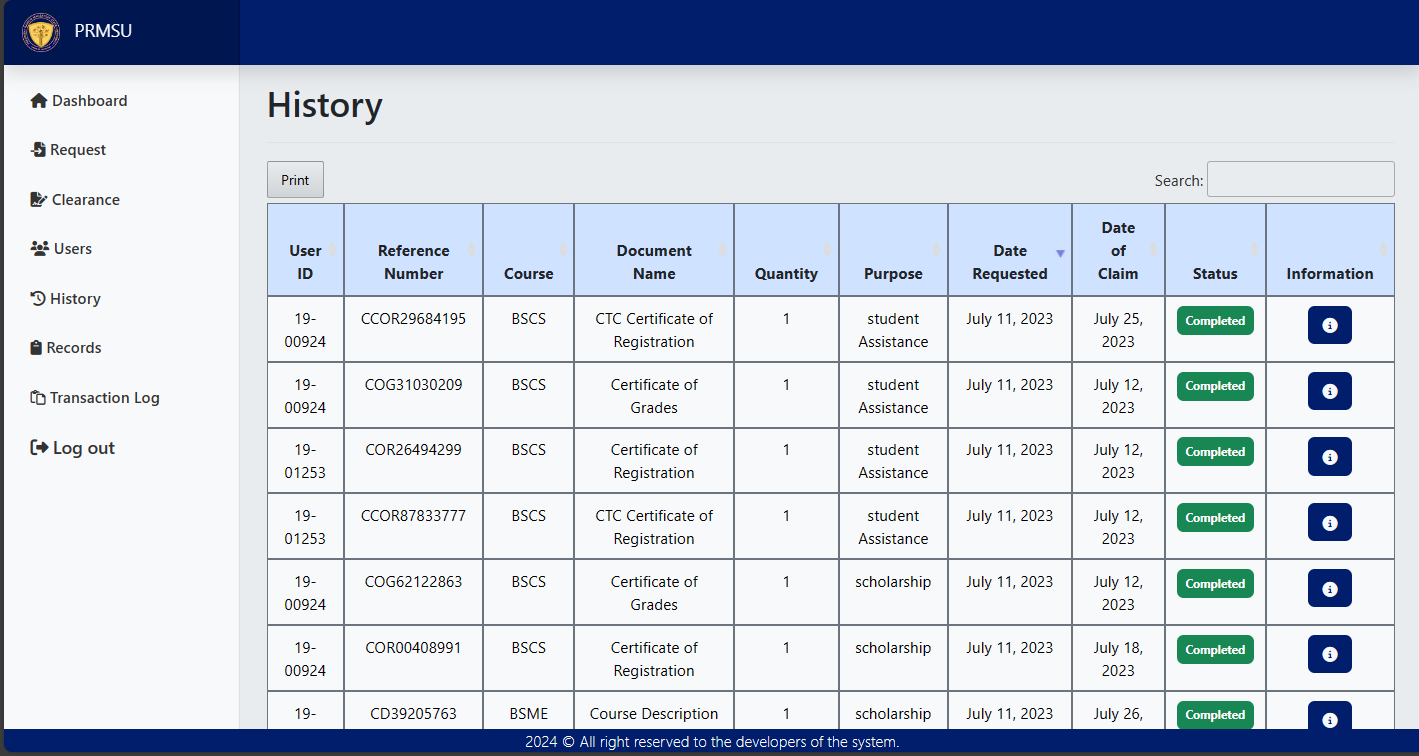 PRMSU
Dashboard
Request
Clearance
Users
History
Records
Transaction Log
Log out
History
Print
Search:
User ID Reference Number Course Document Name Quantity Purpose Date Requested Date of Claim Status Information
19-00924 CCOR29684195 BSCS CTC Certificate of Registration 1 student Assistance July 11, 2023 July 25, 2023 Completed
19-00924 COG31030209 BSCS Certificate of Grades 1 student Assistance July 11, 2023 July 12, 2023 Completed
19-01253 COR26494299 BSCS Certificate of Registration 1 student Assistance July 11, 2023 July 12, 2023 Completed
19-01253 CCOR87833777 BSCS CTC Certificate of Registration 1 student Assistance July 11, 2023 July 12, 2023 Completed
19-00924 COG62122863 BSCS Certificate of Grades 1 scholarship July 11, 2023 July 12, 2023 Completed
19-00924 COR00408991 BSCS Certificate of Registration 1 scholarship July 11, 2023 July 18, 2023 Completed
19- CD39205763 BSME Course Description 1 scholarship July 11, 2023 July 26, Completed
2024 © All right reserved to the developers of the system.